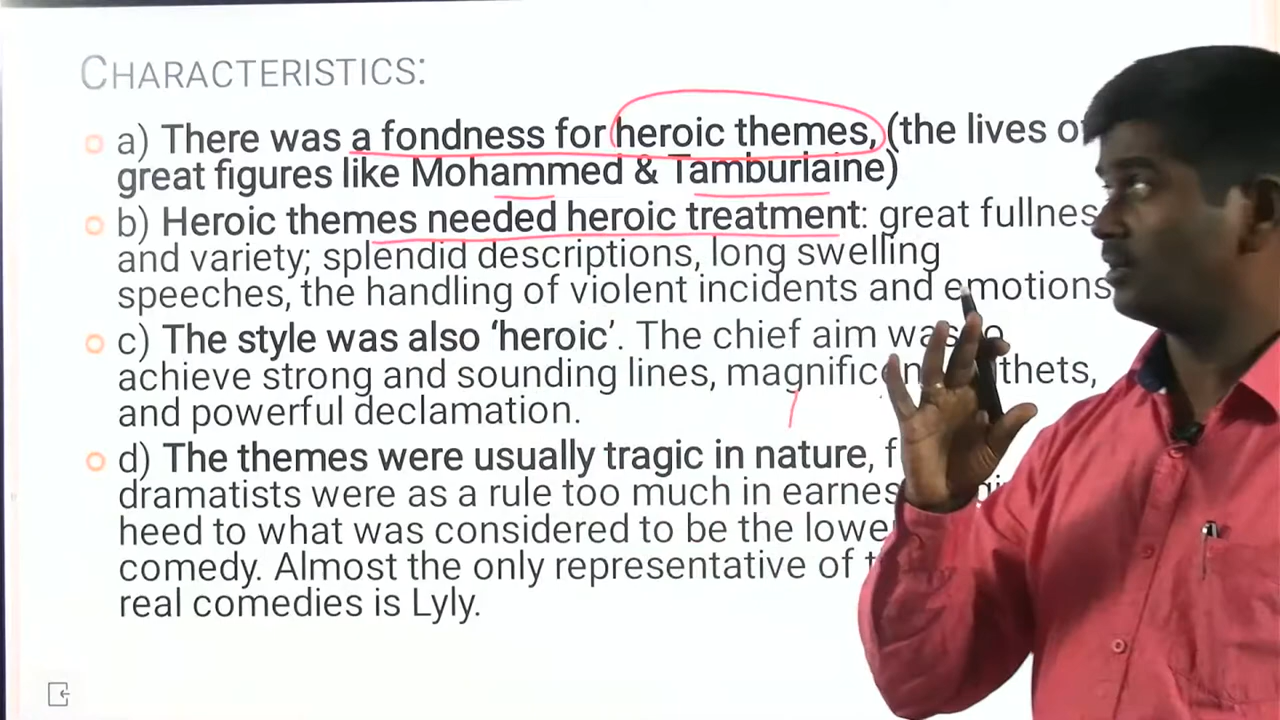 CHARACTERISTICS:
a) There was a fondness for heroic themes, (the lives of
great figures like Mohammed & Tamburlaine)
b) Heroic themes needed heroic treatment: great fullnes
and variety; splendid descriptions, long swelling
speeches, the handling of violent incidents and emotions
c) The style was also ‘heroic’. The chief aim was to
achieve strong and sounding lines, magnificen thets,
and powerful declamation.
d) The themes were usually tragic in nature, f
dramatists were as a rule too much in earnes
heed to what was considered to be the lowe
comedy. Almost the only representative of t
real comedies is Lyly.